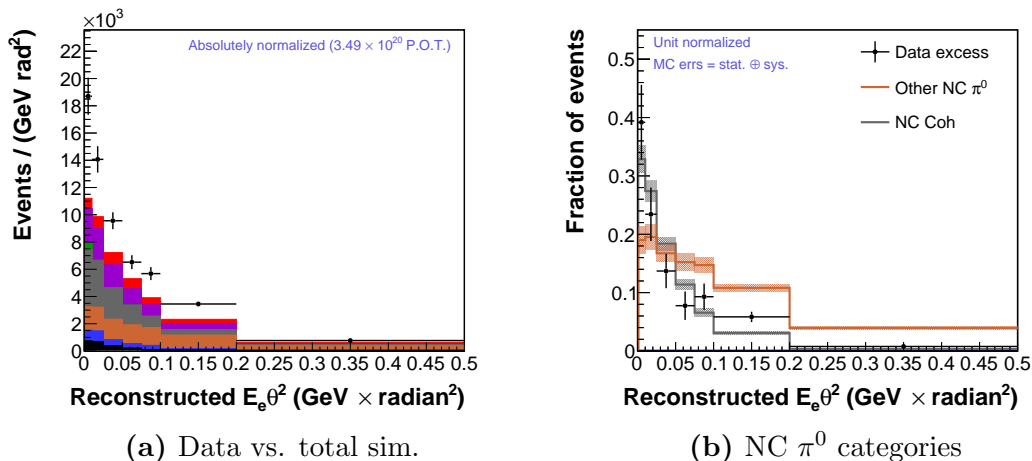 ×10³
Absolutely normalized (3.49 × 10²⁰ P.O.T.)
Events / (GeV rad²)
22
20
18
16
14
12
10
8
6
4
2
0
0 0.05 0.1 0.15 0.2 0.25 0.3 0.35 0.4 0.45 0.5
Reconstructed Eₑθ² (GeV × radian²)
(a) Data vs. total sim.
Unit normalized
MC errs = stat. ⊕ sys.
Data excess
Other NC π⁰
NC Coh
Fraction of events
0.5
0.4
0.3
0.2
0.1
0
0 0.05 0.1 0.15 0.2 0.25 0.3 0.35 0.4 0.45 0.5
Reconstructed Eₑθ² (GeV × radian²)
(b) NC π⁰ categories